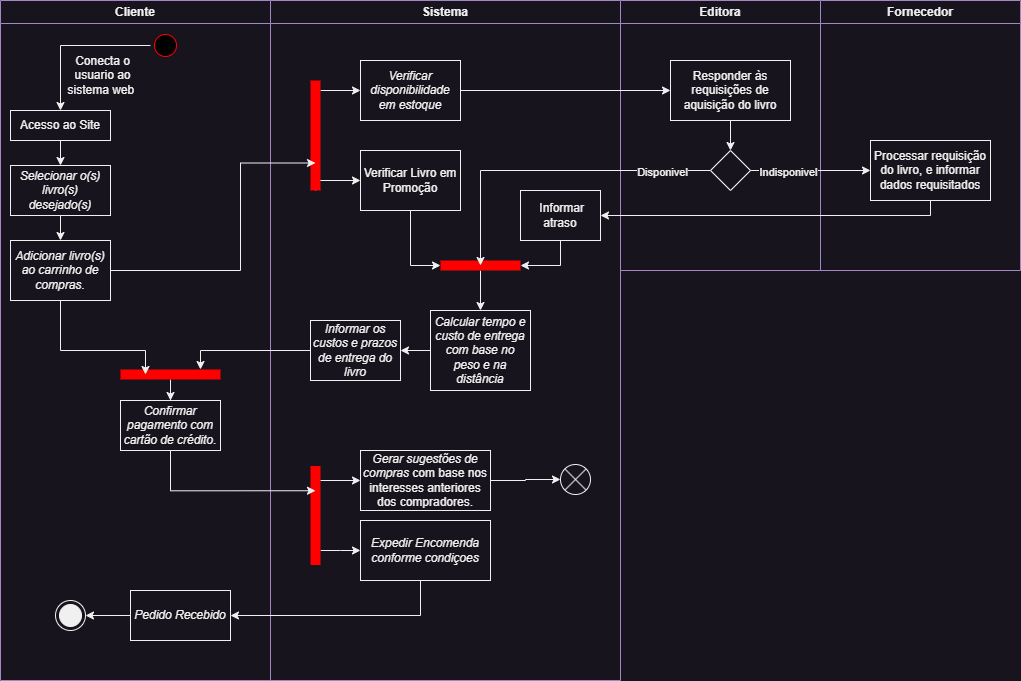 Cliente
Sistema
Editora
Fornecedor
Conecta o
usuario ao
sistema web
Acesso ao Site
Selecionar o(s)
livro(s)
desejado(s)
Adicionar livro(s)
ao carrinho de
compras.
Verificar
disponibilidade
em estoque
Verificar Livro em
Promoção
Responder às
requisições de
aquisição do livro
Disponivel
Indisponivel
Processar requisição
do livro, e informar
dados requisitados
Informar
atraso
Calcular tempo e
custo de entrega
com base no
peso e na
distância
Informar os
custos e prazos
de entrega do
livro
Confirmar
pagamento com
cartão de crédito.
Gerar sugestões de
compras com base nos
interesses anteriores
dos compradores.
Expedir Encomenda
conforme condiçoes
Pedido Recebido